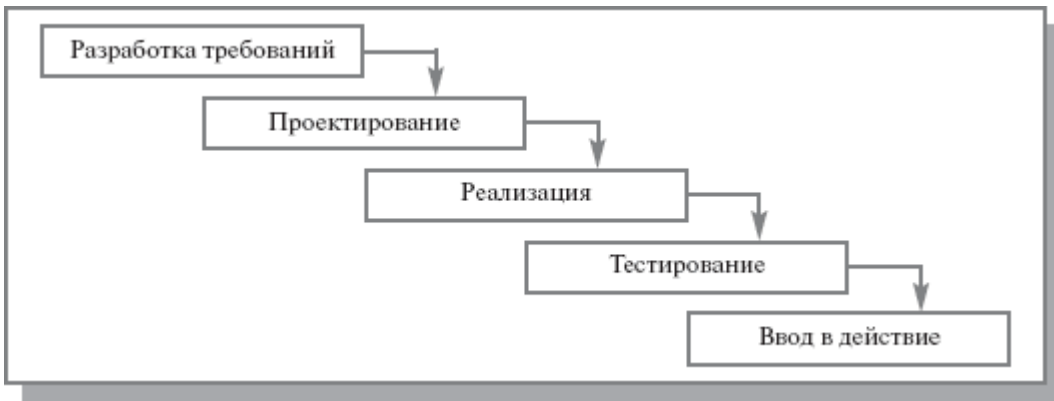 Разработка требований
Проектирование
Реализация
Тестирование
Ввод в действие